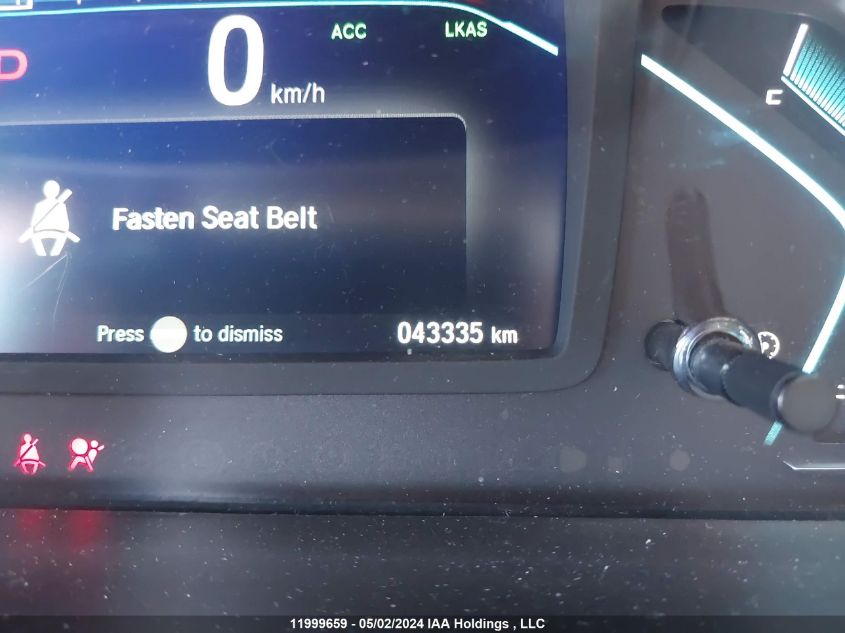 ACC LKAS
0 km/h
C
Fasten Seat Belt
Press to dismiss 043335 km
11999659 - 05/02/2024 IAA Holdings , LLC